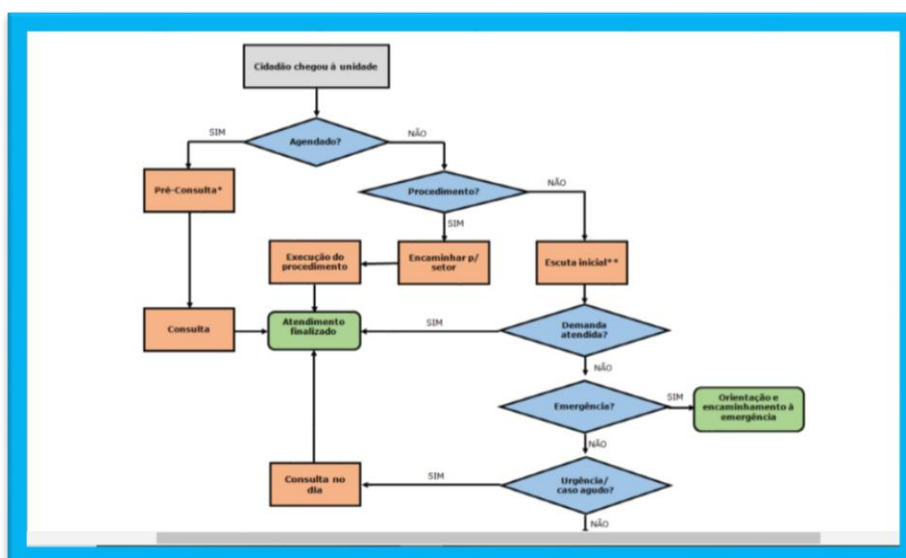 Cidadão chegou à unidade
SIM
Agendado?
NÃO
Pré-Consulta*
Procedimento?
NÃO
SIM
Execução do
procedimento
Encaminhar p/
setor
Escuta inicial**
Consulta
Atendimento
finalizado
SIM
Demanda
atendida?
NÃO
Emergência?
SIM
Orientação e
encaminhamento à
emergência
NÃO
Consulta no
dia
SIM
Urgência/
caso agudo?
NÃO